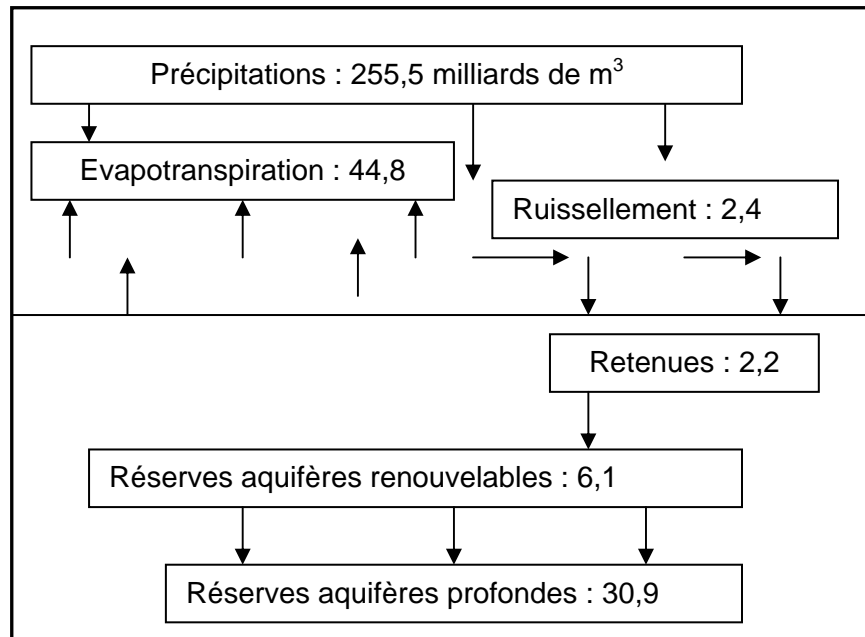 Précipitations : 255,5 milliards de m³
Evapotranspiration : 44,8
Ruissellement : 2,4
Retenues : 2,2
Réserves aquifères renouvelables : 6,1
Réserves aquifères profondes : 30,9